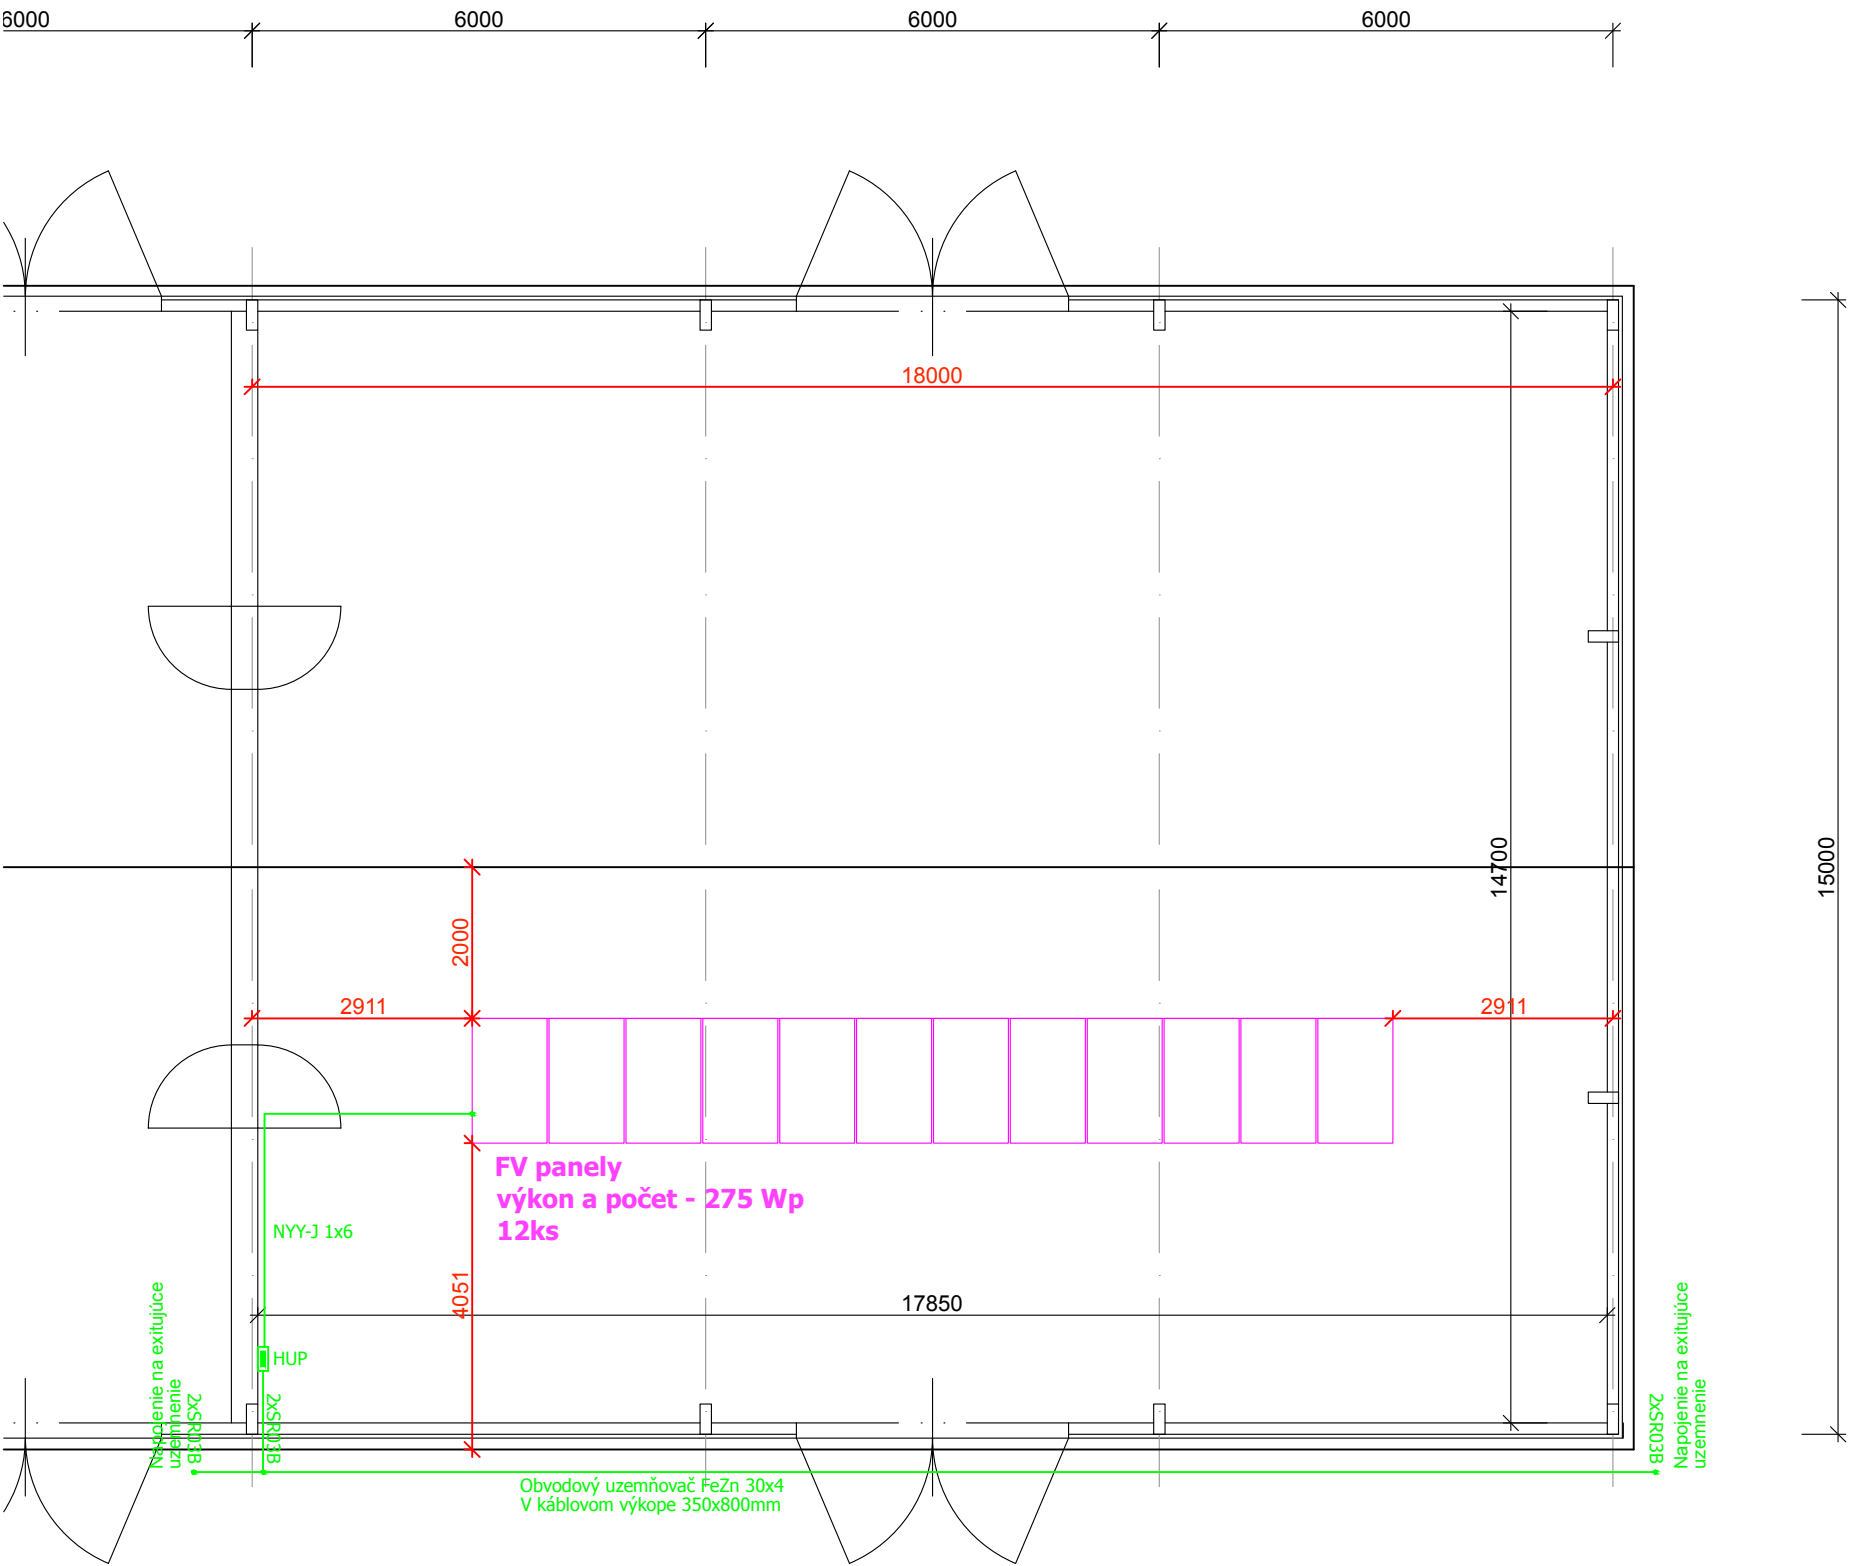 6000
6000
6000
6000
18000
14700
15000
2000
2911
2911
FV panely
výkon a počet - 275 Wp
12ks
NYY-J 1x6
4051
17850
HUP
Napojenie na exitujúce
uzemnenie
2xSR03B
2xSR03B
2xSR03B
Napojenie na exitujúce
uzemnenie
Obvodový uzemňovač FeZn 30x4
V káblovom výkope 350x800mm